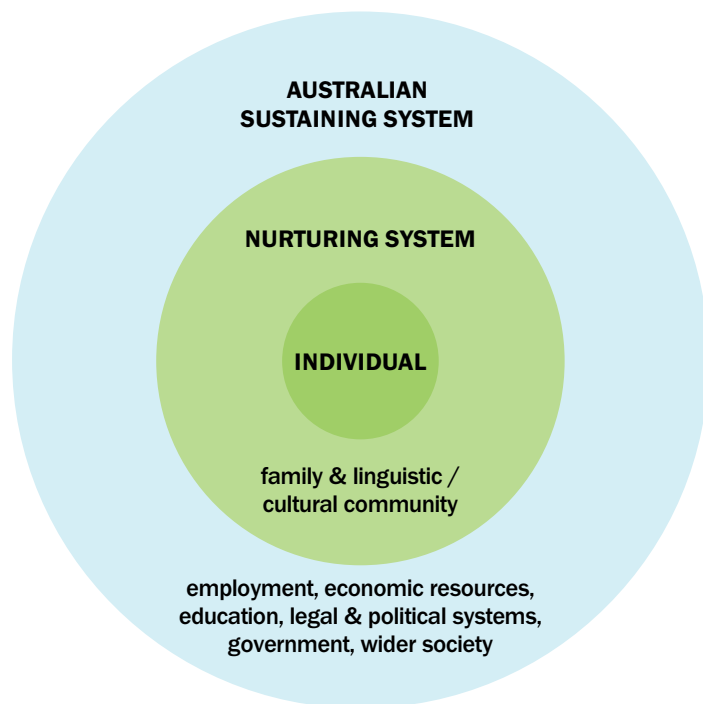 AUSTRALIAN
SUSTAINING SYSTEM
NURTURING SYSTEM
INDIVIDUAL
family & linguistic /
cultural community
employment, economic resources,
education, legal & political systems,
government, wider society